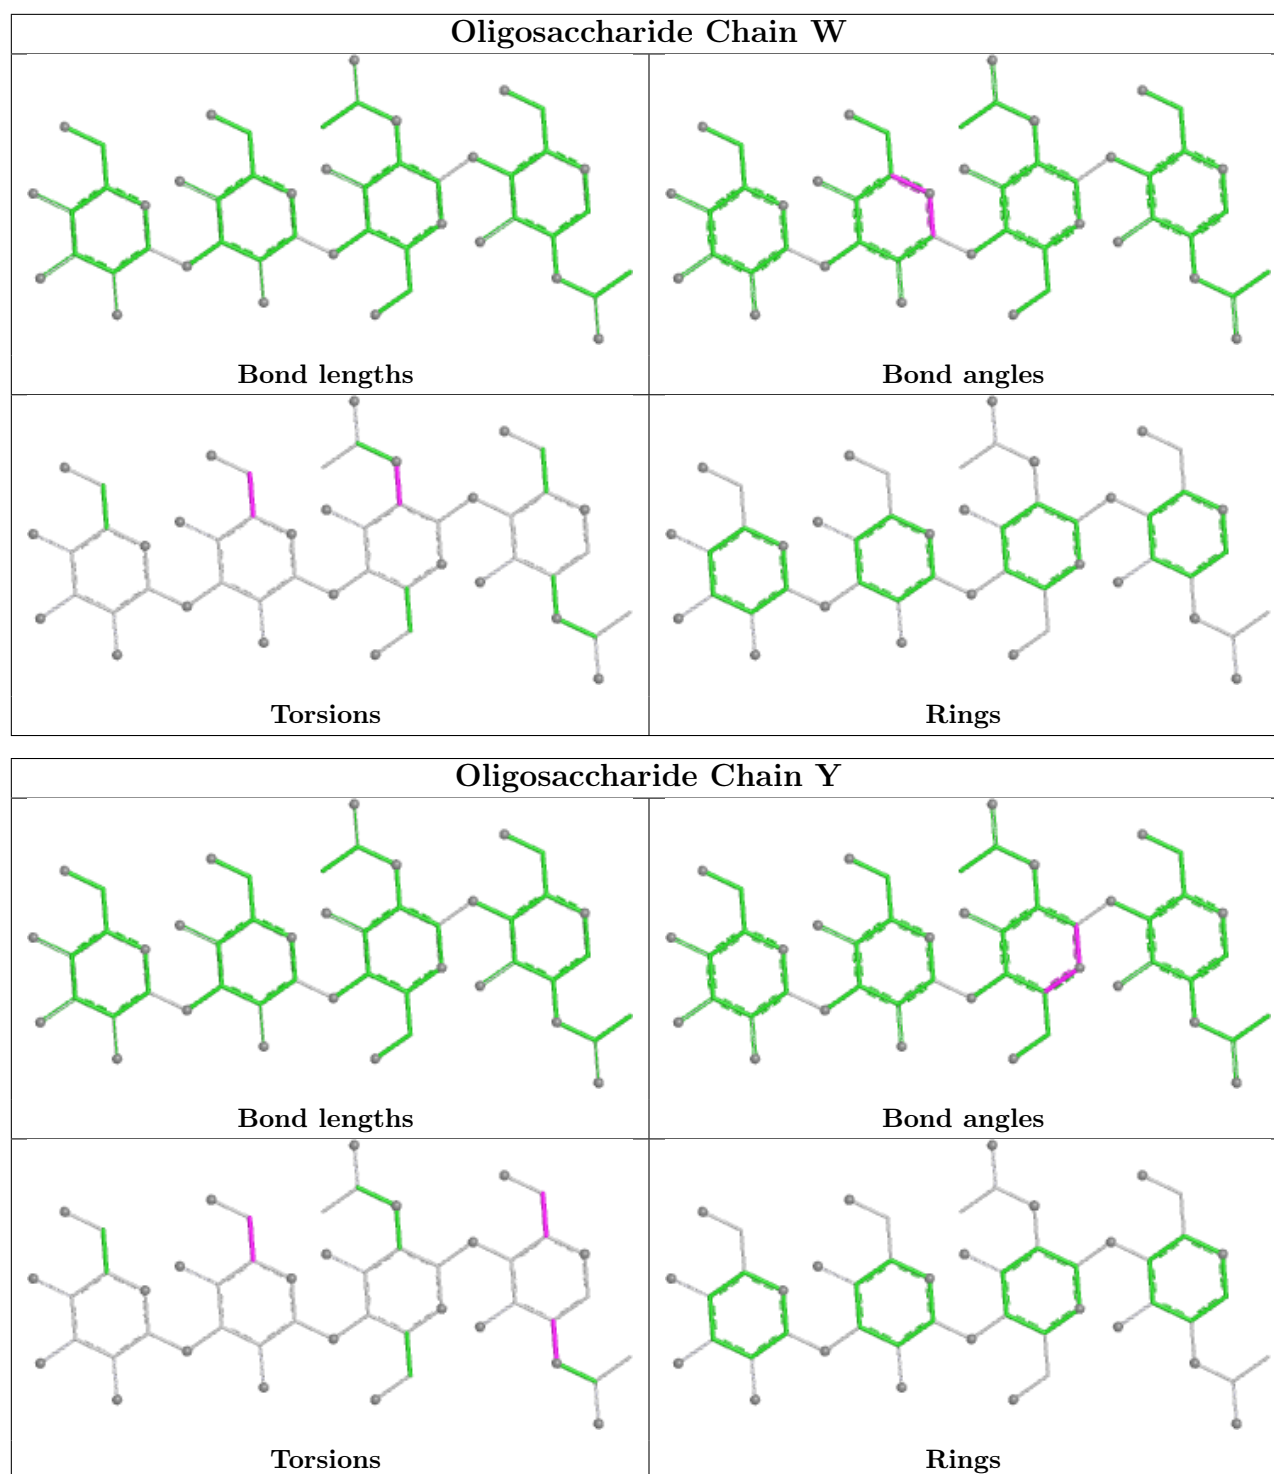 Oligosaccharide Chain W
Bond lengths
Bond angles
Torsions
Rings
Oligosaccharide Chain Y
Bond lengths
Bond angles
Torsions
Rings